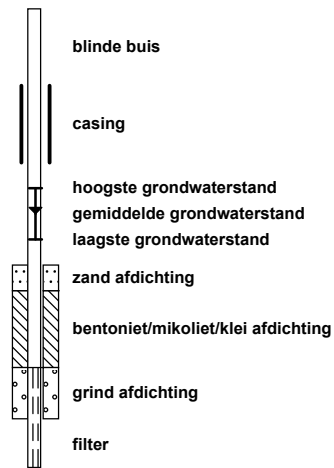 blinde buis
casing
hoogste grondwaterstand
gemiddelde grondwaterstand
laagste grondwaterstand
zand afdichting
bentoniet/mikoliet/klei afdichting
grind afdichting
filter